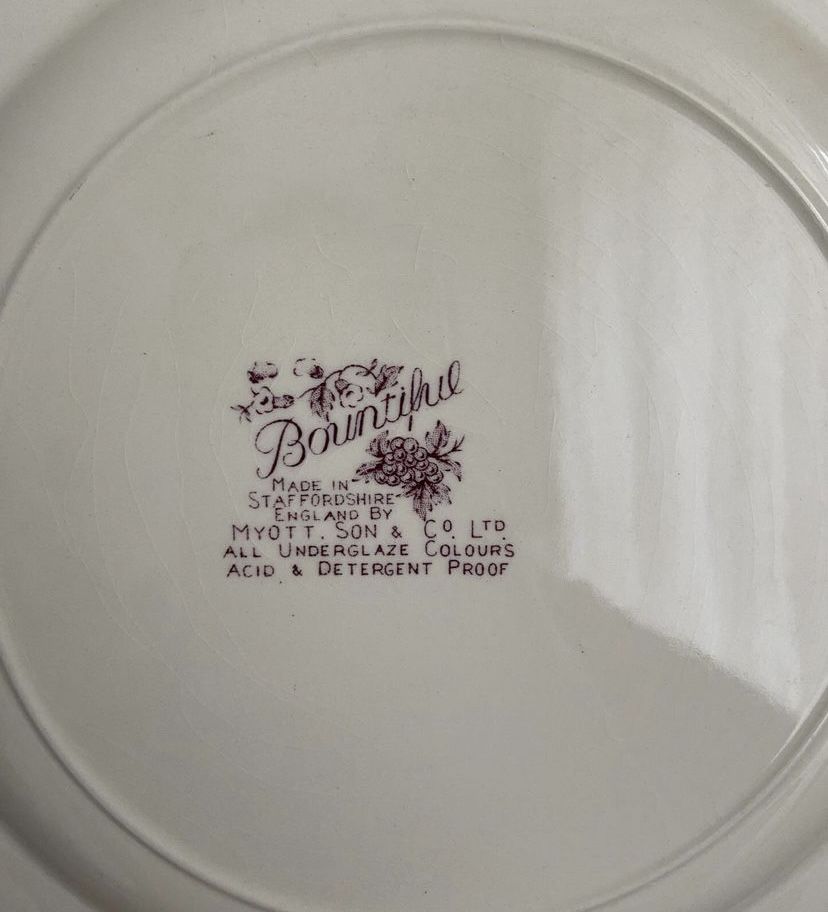 Bountiful
MADE IN
STAFFORDSHIRE
ENGLAND BY
MYOTT. SON & CO. LTD.
ALL UNDERGLAZE COLOURS
ACID & DETERGENT PROOF